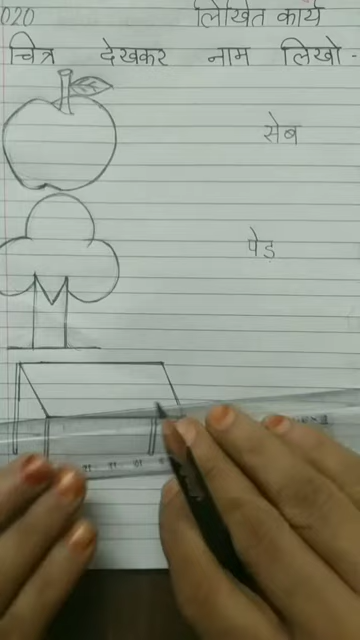 020 लिखित कार्य
चित्र देखकर नाम लिखो -
सेब
पेड़